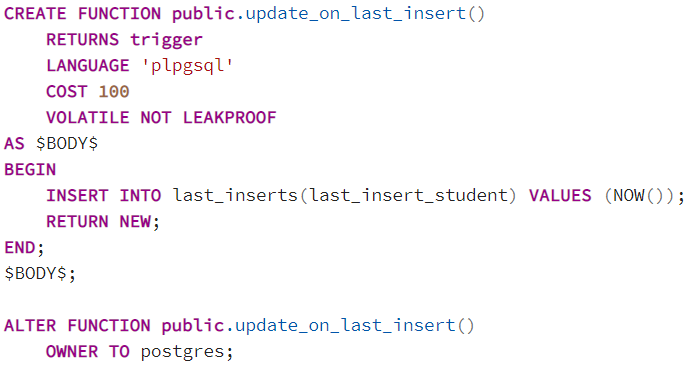 CREATE FUNCTION public.update_on_last_insert()
    RETURNS trigger
    LANGUAGE 'plpgsql'
    COST 100
    VOLATILE NOT LEAKPROOF
AS $BODY$
BEGIN
    INSERT INTO last_inserts(last_insert_student) VALUES (NOW());
    RETURN NEW;
END;
$BODY$;

ALTER FUNCTION public.update_on_last_insert()
    OWNER TO postgres;